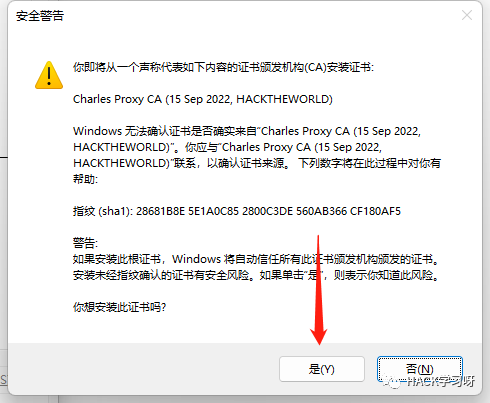 安全警告
你即将从一个声称代表如下内容的证书颁发机构(CA)安装证书:
Charles Proxy CA (15 Sep 2022, HACKTHEWORLD)
Windows 无法确认证书是否确实来自“Charles Proxy CA (15 Sep 2022,
HACKTHEWORLD)”。你应与“Charles Proxy CA (15 Sep 2022,
HACKTHEWORLD)”联系，以确认证书来源。 下列数字将在此过程中对你有
帮助:
指纹 (sha1): 28681B8E 5E1A0C85 2800C3DE 560AB366 CF180AF5
警告:
如果安装此根证书，Windows 将自动信任所有此证书颁发机构颁发的证书。
安装未经指纹确认的证书有安全风险。如果单击“是”，则表示你知道此风险。
你想安装此证书吗?
是(Y)
否(N)
S
HACK学习呀